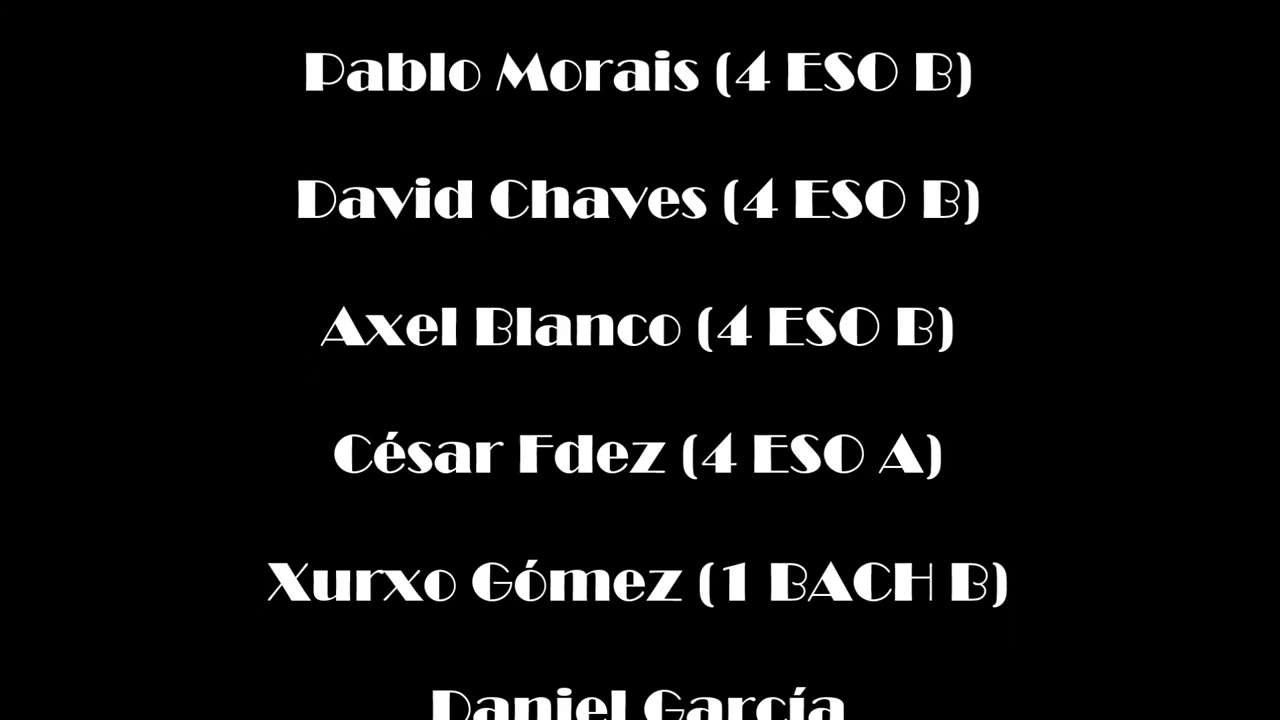 Pablo Morais (4 ESO B)
David Chaves (4 ESO B)
Axel Blanco (4 ESO B)
César Fdez (4 ESO A)
Xurxo Gómez (1 BACH B)
Daniel García